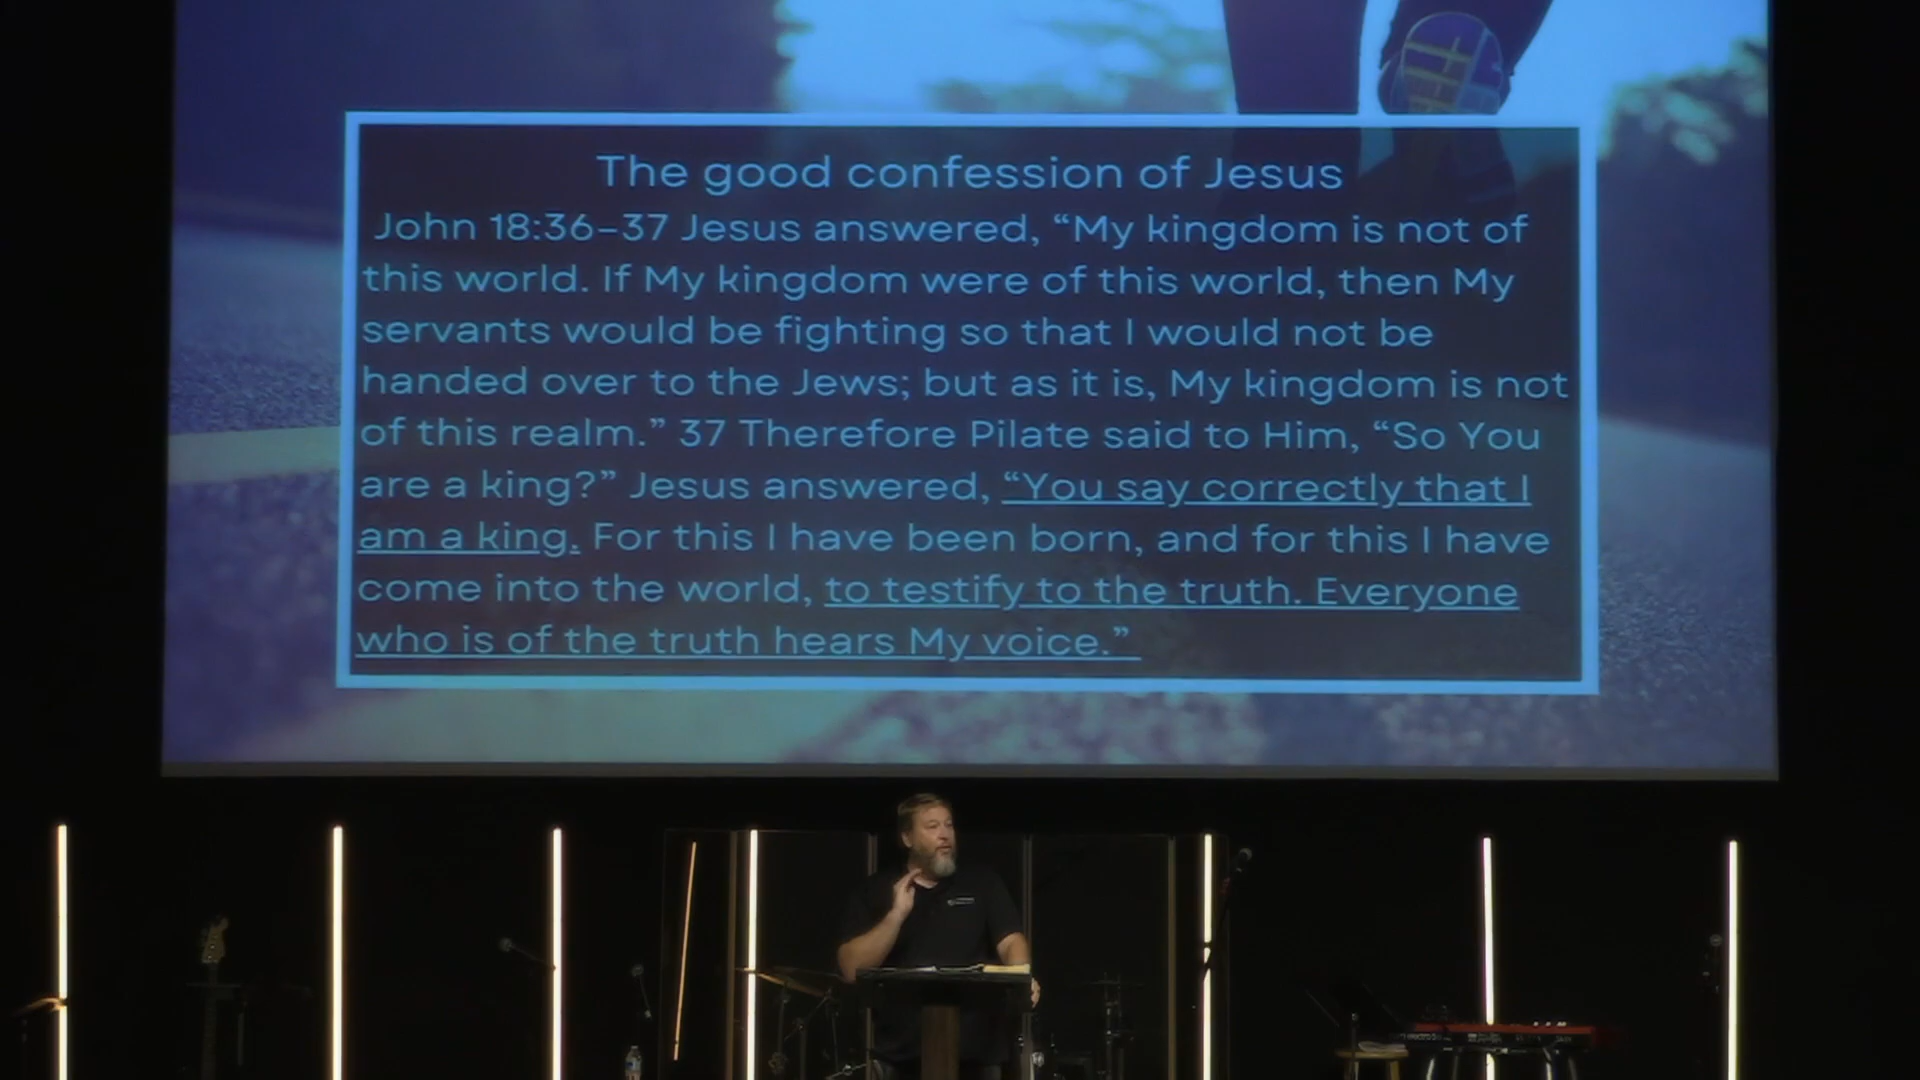 The good confession of Jesus
John 18:36–37 Jesus answered, “My kingdom is not of
this world. If My kingdom were of this world, then My
servants would be fighting so that I would not be
handed over to the Jews; but as it is, My kingdom is not
of this realm.” 37 Therefore Pilate said to Him, “So You
are a king?” Jesus answered, “You say correctly that I
am a king. For this I have been born, and for this I have
come into the world, to testify to the truth. Everyone
who is of the truth hears My voice.”